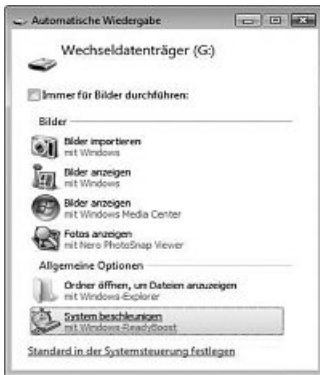 Automatische Wiedergabe
Wechseldatenträger (G:)
Immer für Bilder durchführen:
Bilder
Bilder importieren
mit Windows
Bilder anzeigen
mit Windows
Bilder anzeigen
mit Windows Media Center
Fotos anzeigen
mit Nero PhotoSnap Viewer
Allgemeine Optionen
Ordner öffnen, um Dateien anzuzeigen
mit Windows-Explorer
System beschleunigen
mit Windows-ReadyBoost
Standard in der Systemsteuerung festlegen